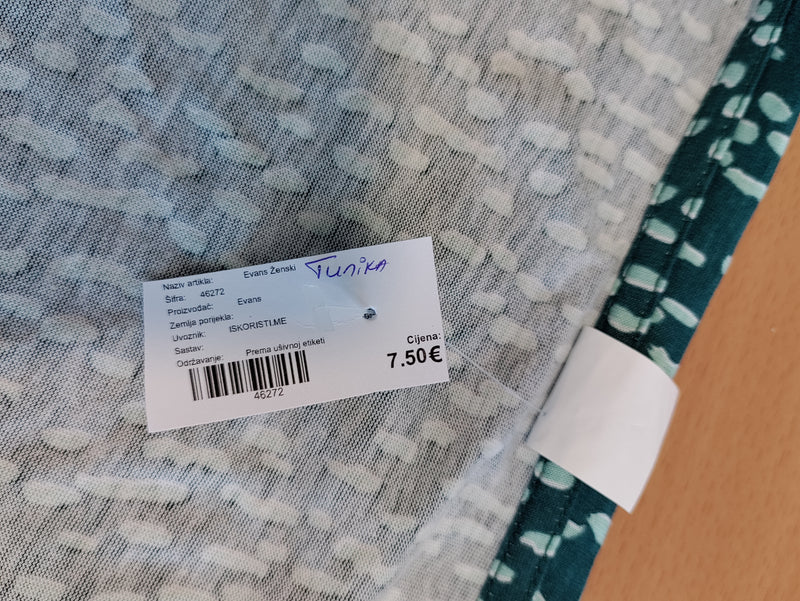 Naziv artikla: Evans Ženski Tunika
Šifra: 46272
Proizvođač: Evans
Zemlja porijekla:
Uvoznik: ISKORISTI.ME
Sastav:
Održavanje: Prema ušivnoj etiketi
46272
Cijena:
7.50€